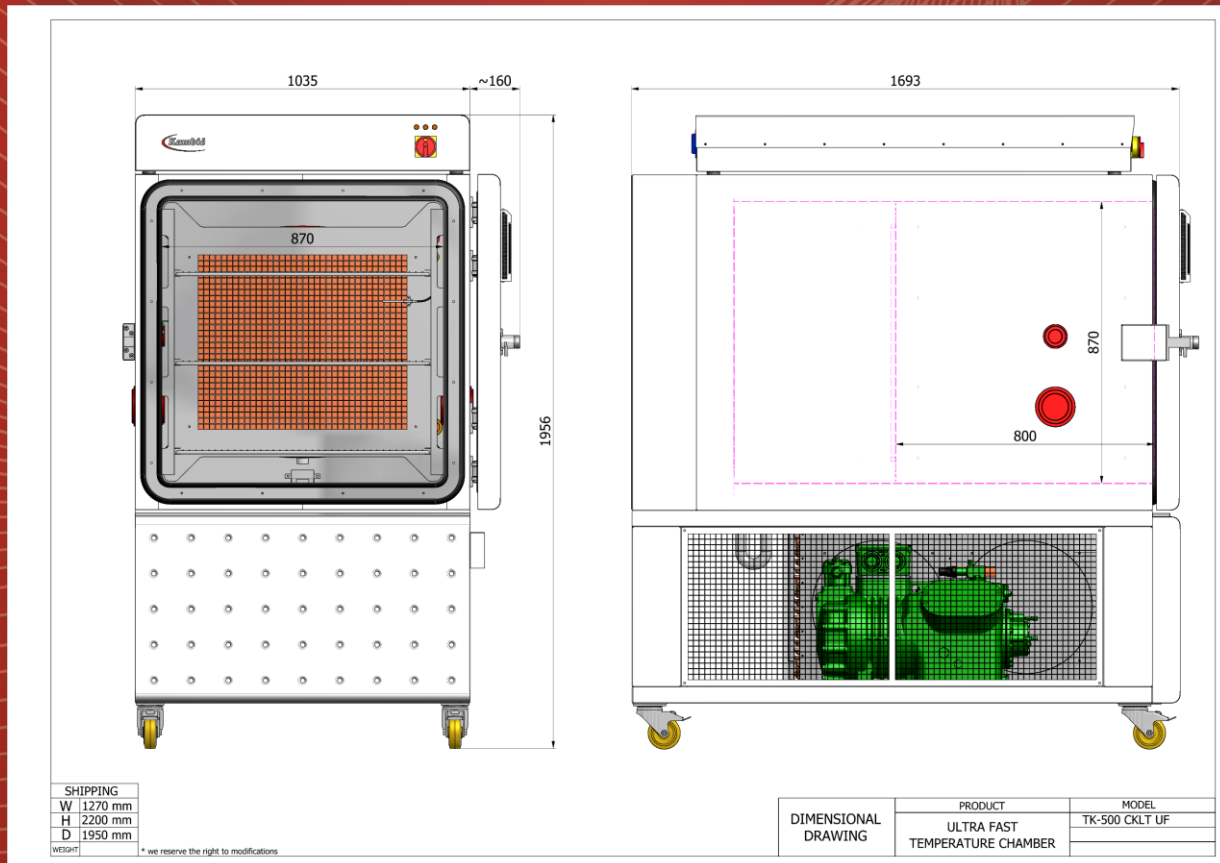 1035
~160
1693
Kambič
870
1956
870
800
SHIPPING
W 1270 mm
H 2200 mm
D 1950 mm
WEIGHT
* we reserve the right to modifications
DIMENSIONAL
DRAWING
PRODUCT
ULTRA FAST
TEMPERATURE CHAMBER
MODEL
TK-500 CKLT UF